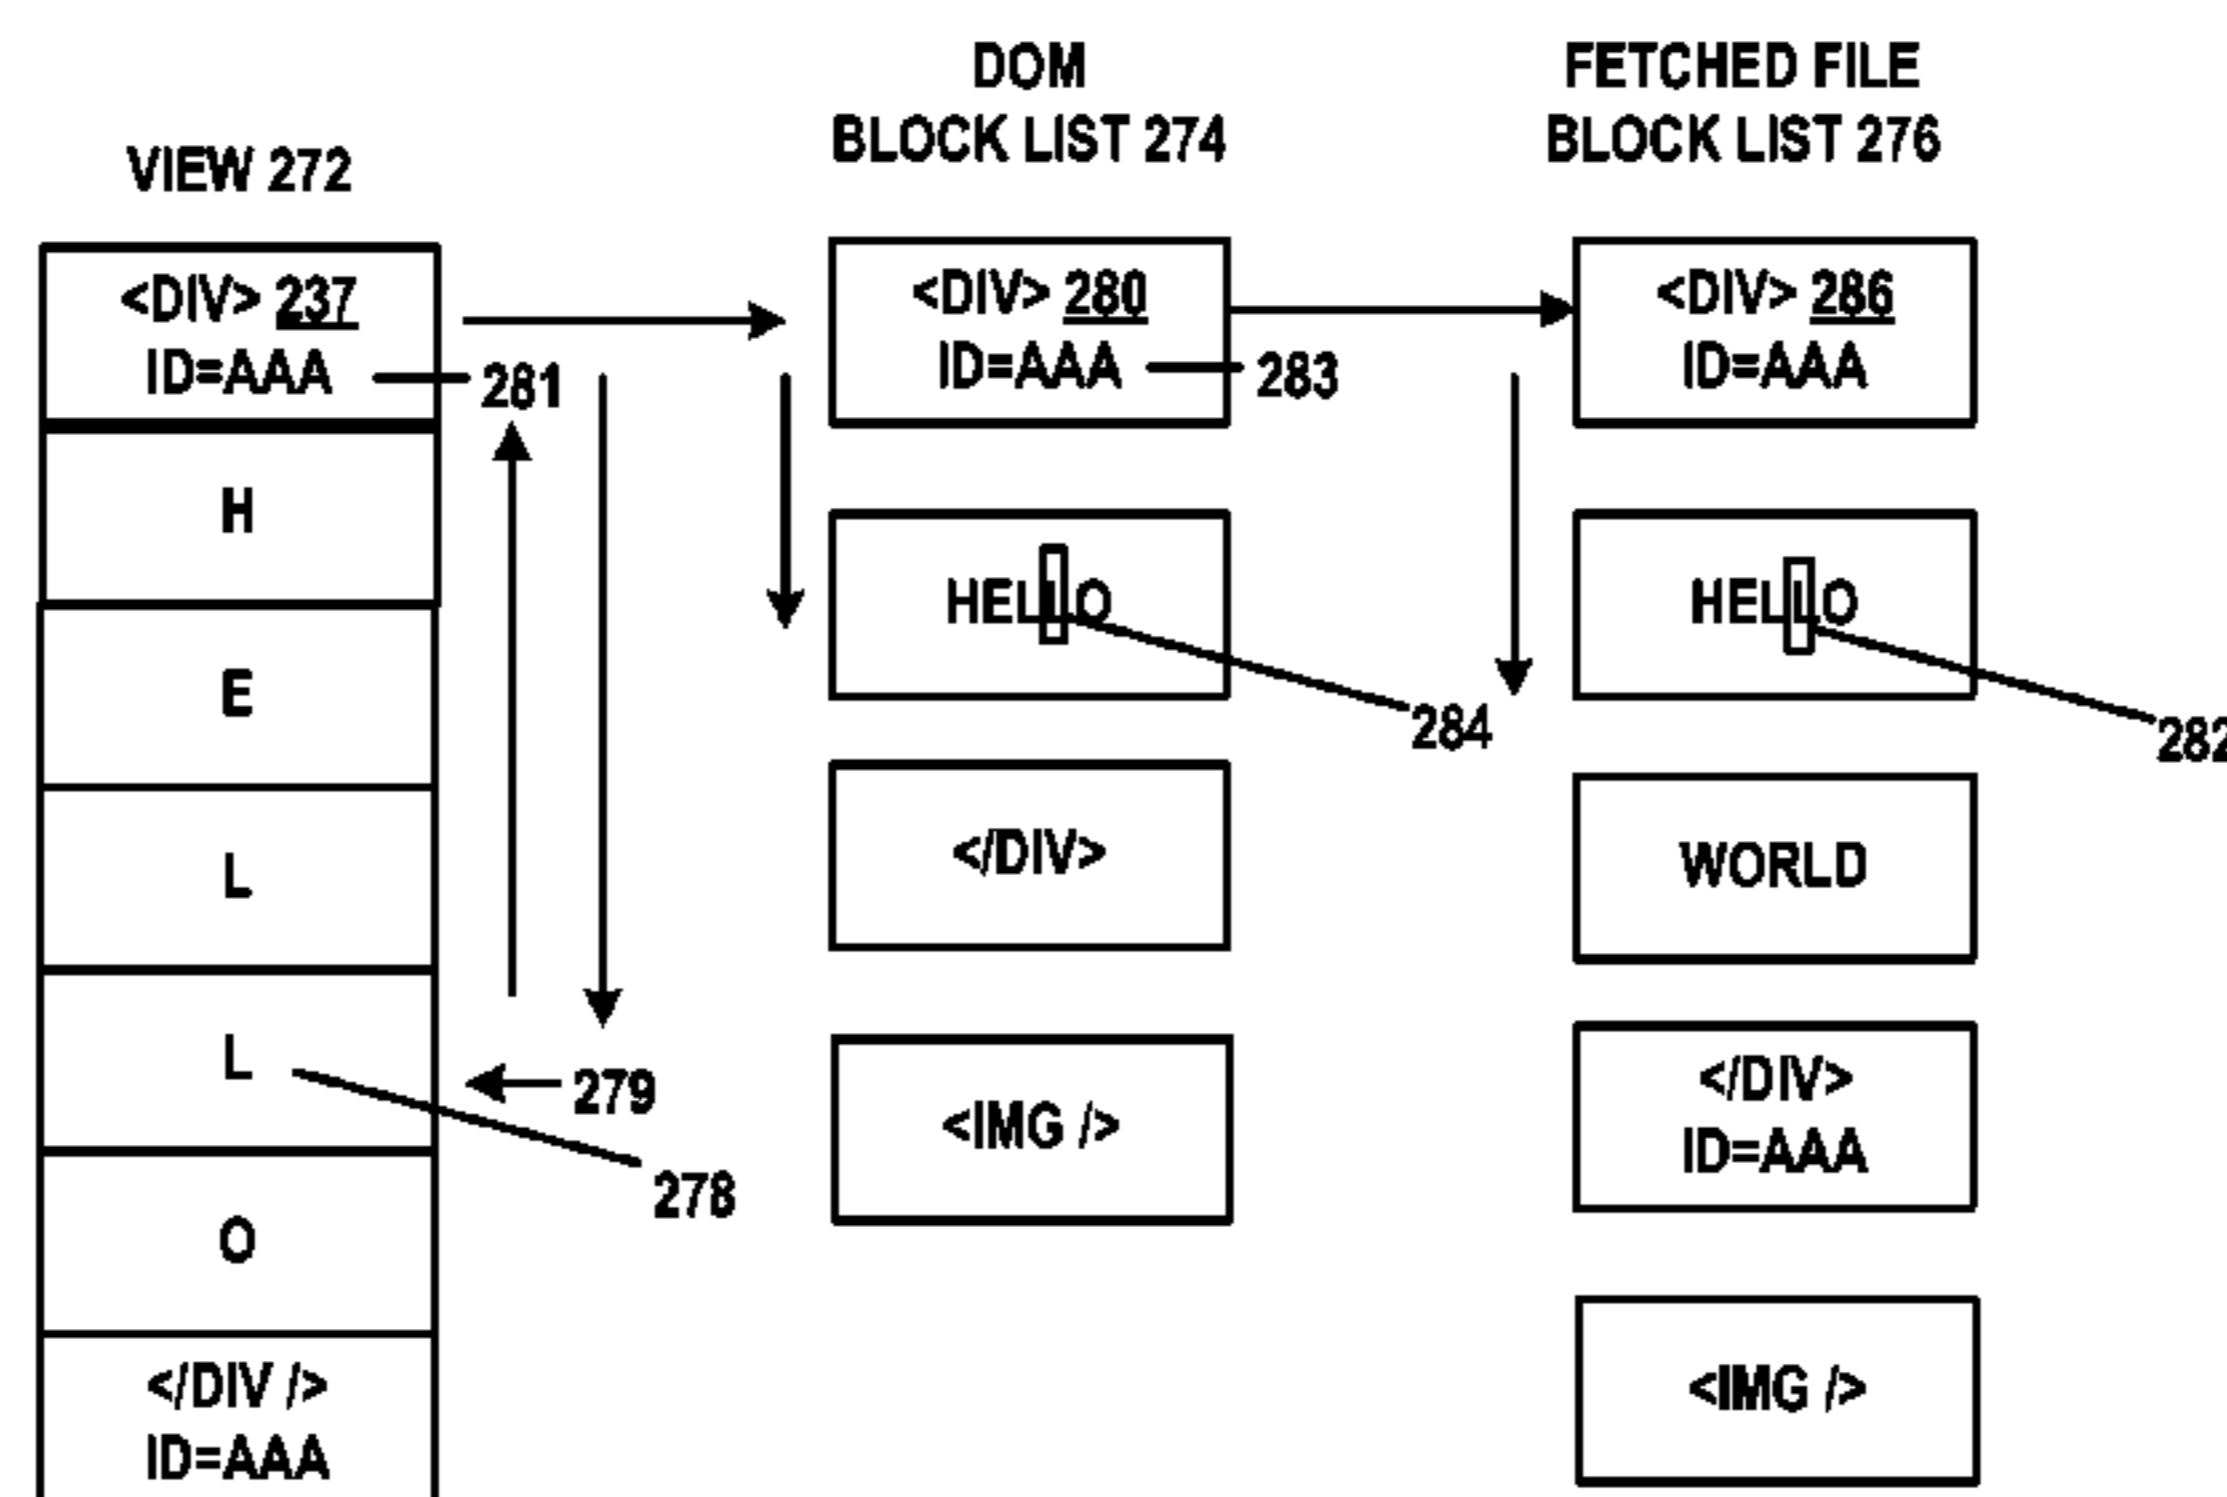 VIEW 272
<DIV> 237
ID=AAA
281
H
E
L
L
279
278
O
</DIV />
ID=AAA
DOM
BLOCK LIST 274
<DIV> 280
ID=AAA
283
HELLO
284
</DIV>
<IMG />
FETCHED FILE
BLOCK LIST 276
<DIV> 286
ID=AAA
HELLO
282
WORLD
</DIV>
ID=AAA
<IMG />